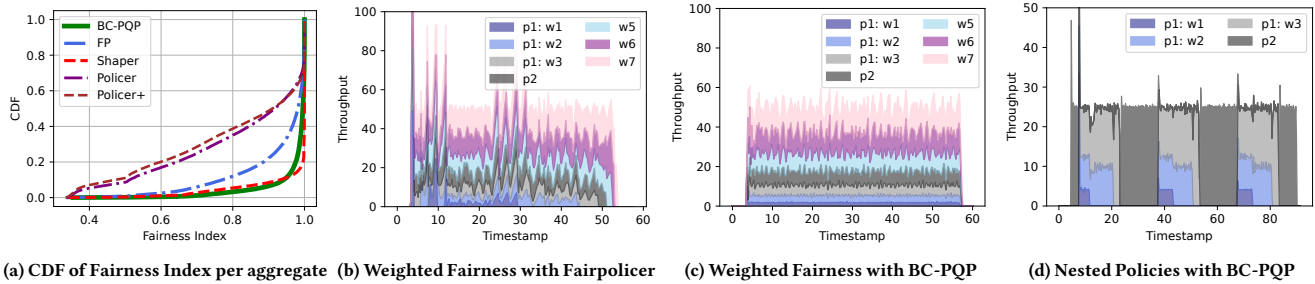 1.0
0.8
0.6
0.4
0.2
0.0
CDF
BC-PQP
FP
Shaper
Policer
Policer+
0.4 0.6 0.8 1.0
Fairness Index
(a) CDF of Fairness Index per aggregate
100
80
60
40
20
0
Throughput
p1: w1
p1: w2
p1: w3
p2
w5
w6
w7
0 10 20 30 40 50 60
Timestamp
(b) Weighted Fairness with Fairpolicer
100
80
60
40
20
0
Throughput
p1: w1
p1: w2
p1: w3
p2
w5
w6
w7
0 10 20 30 40 50 60
Timestamp
(c) Weighted Fairness with BC-PQP
50
40
30
20
10
0
Throughput
p1: w1
p1: w2
p1: w3
p2
0 20 40 60 80
Timestamp
(d) Nested Policies with BC-PQP